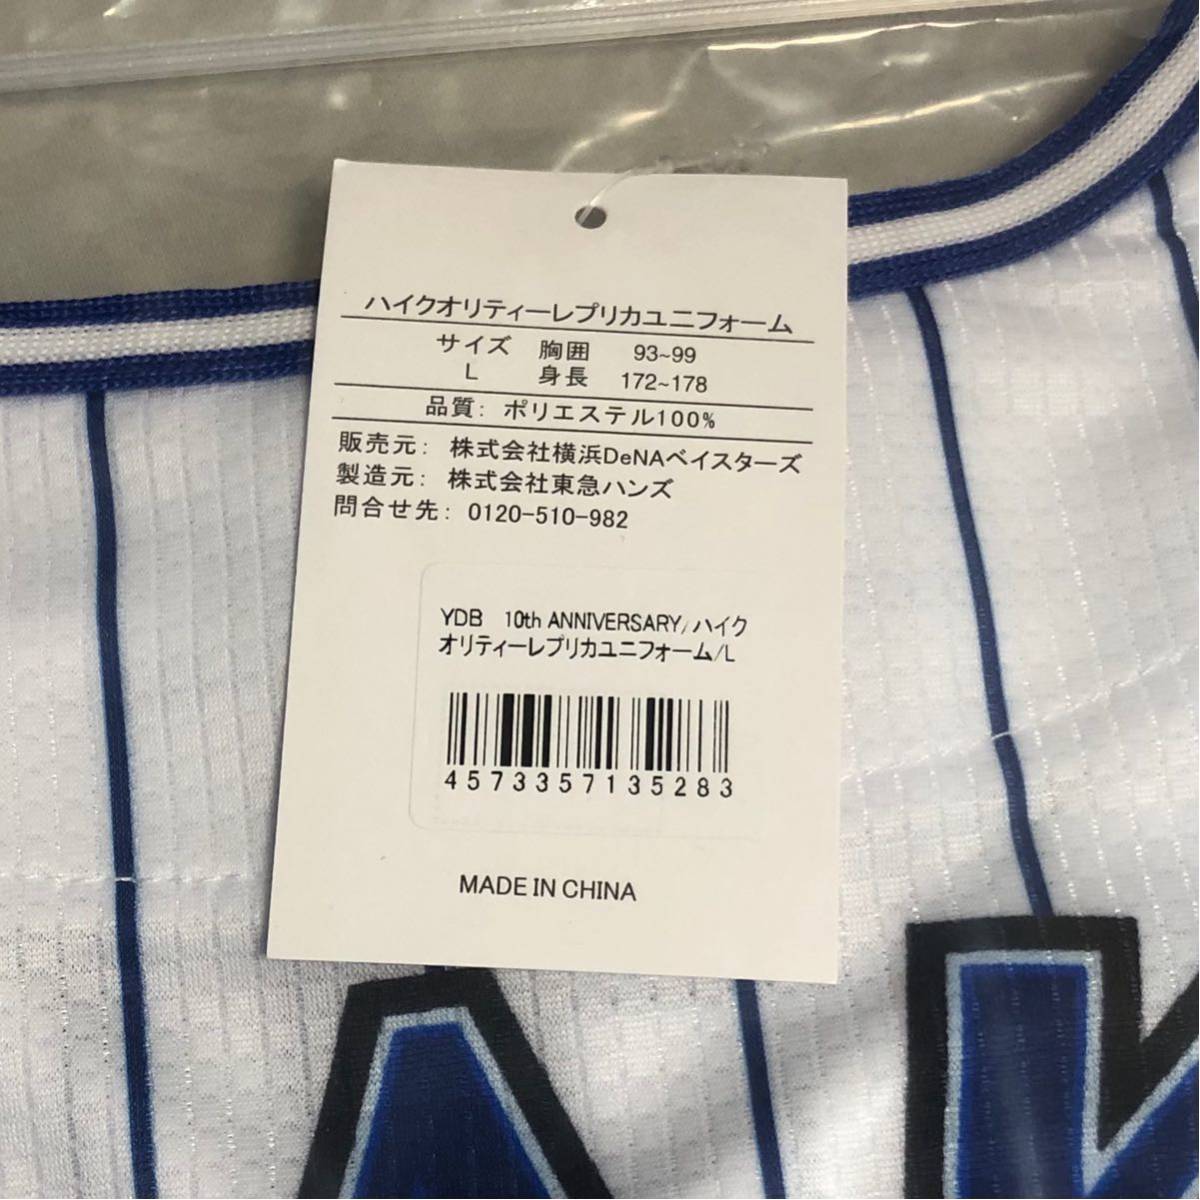 ハイクオリティーレプリカユニフォーム
サイズ 胸囲 93~99
L 身長 172~178
品質: ポリエステル100%
販売元: 株式会社横浜DeNAベイスターズ
製造元: 株式会社東急ハンズ
問合せ先: 0120-510-982
YDB 10th ANNIVERSARY/ハイク
オリティーレプリカユニフォーム/L
4573357135283
MADE IN CHINA